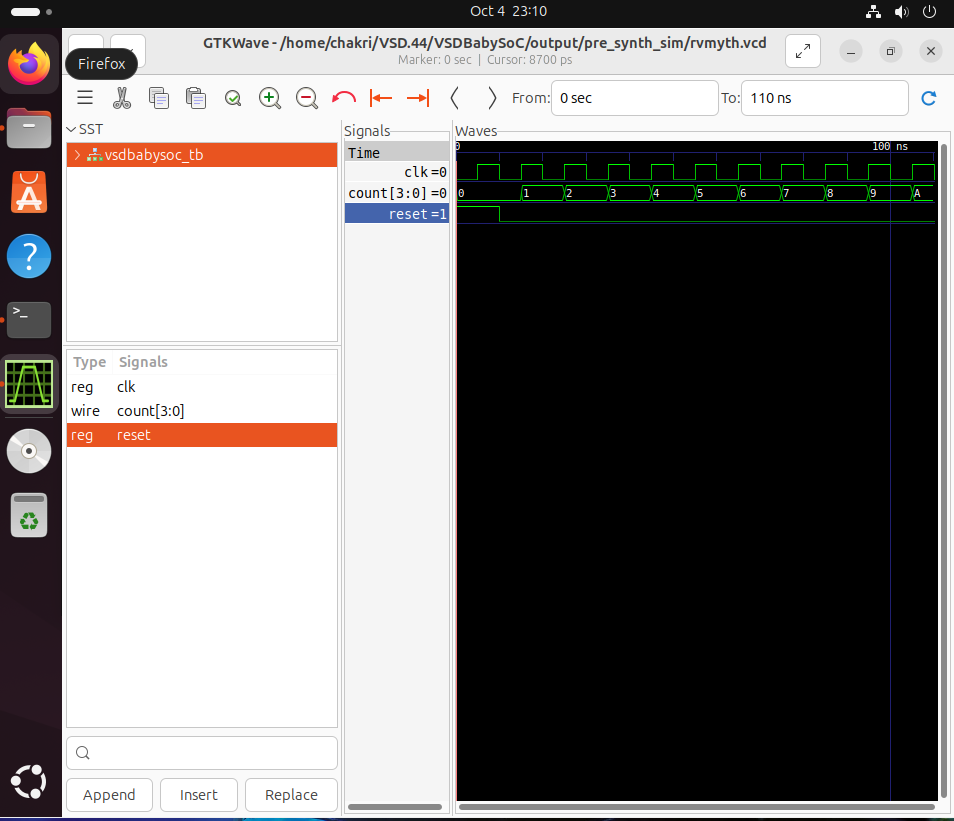 Oct 4 23:10
GTKWave - /home/chakri/VSD.44/VSDBabySoC/output/pre_synth_sim/rvmyth.vcd
Marker: 0 sec | Cursor: 8700 ps
Firefox
From: 0 sec To: 110 ns
SST
vsdbabysoc_tb
Type Signals
reg clk
wire count[3:0]
reg reset
Append Insert Replace
Signals
Time
clk =0
count[3:0] =0
reset =1
Waves
0 100 ns
0 1 2 3 4 5 6 7 8 9 A